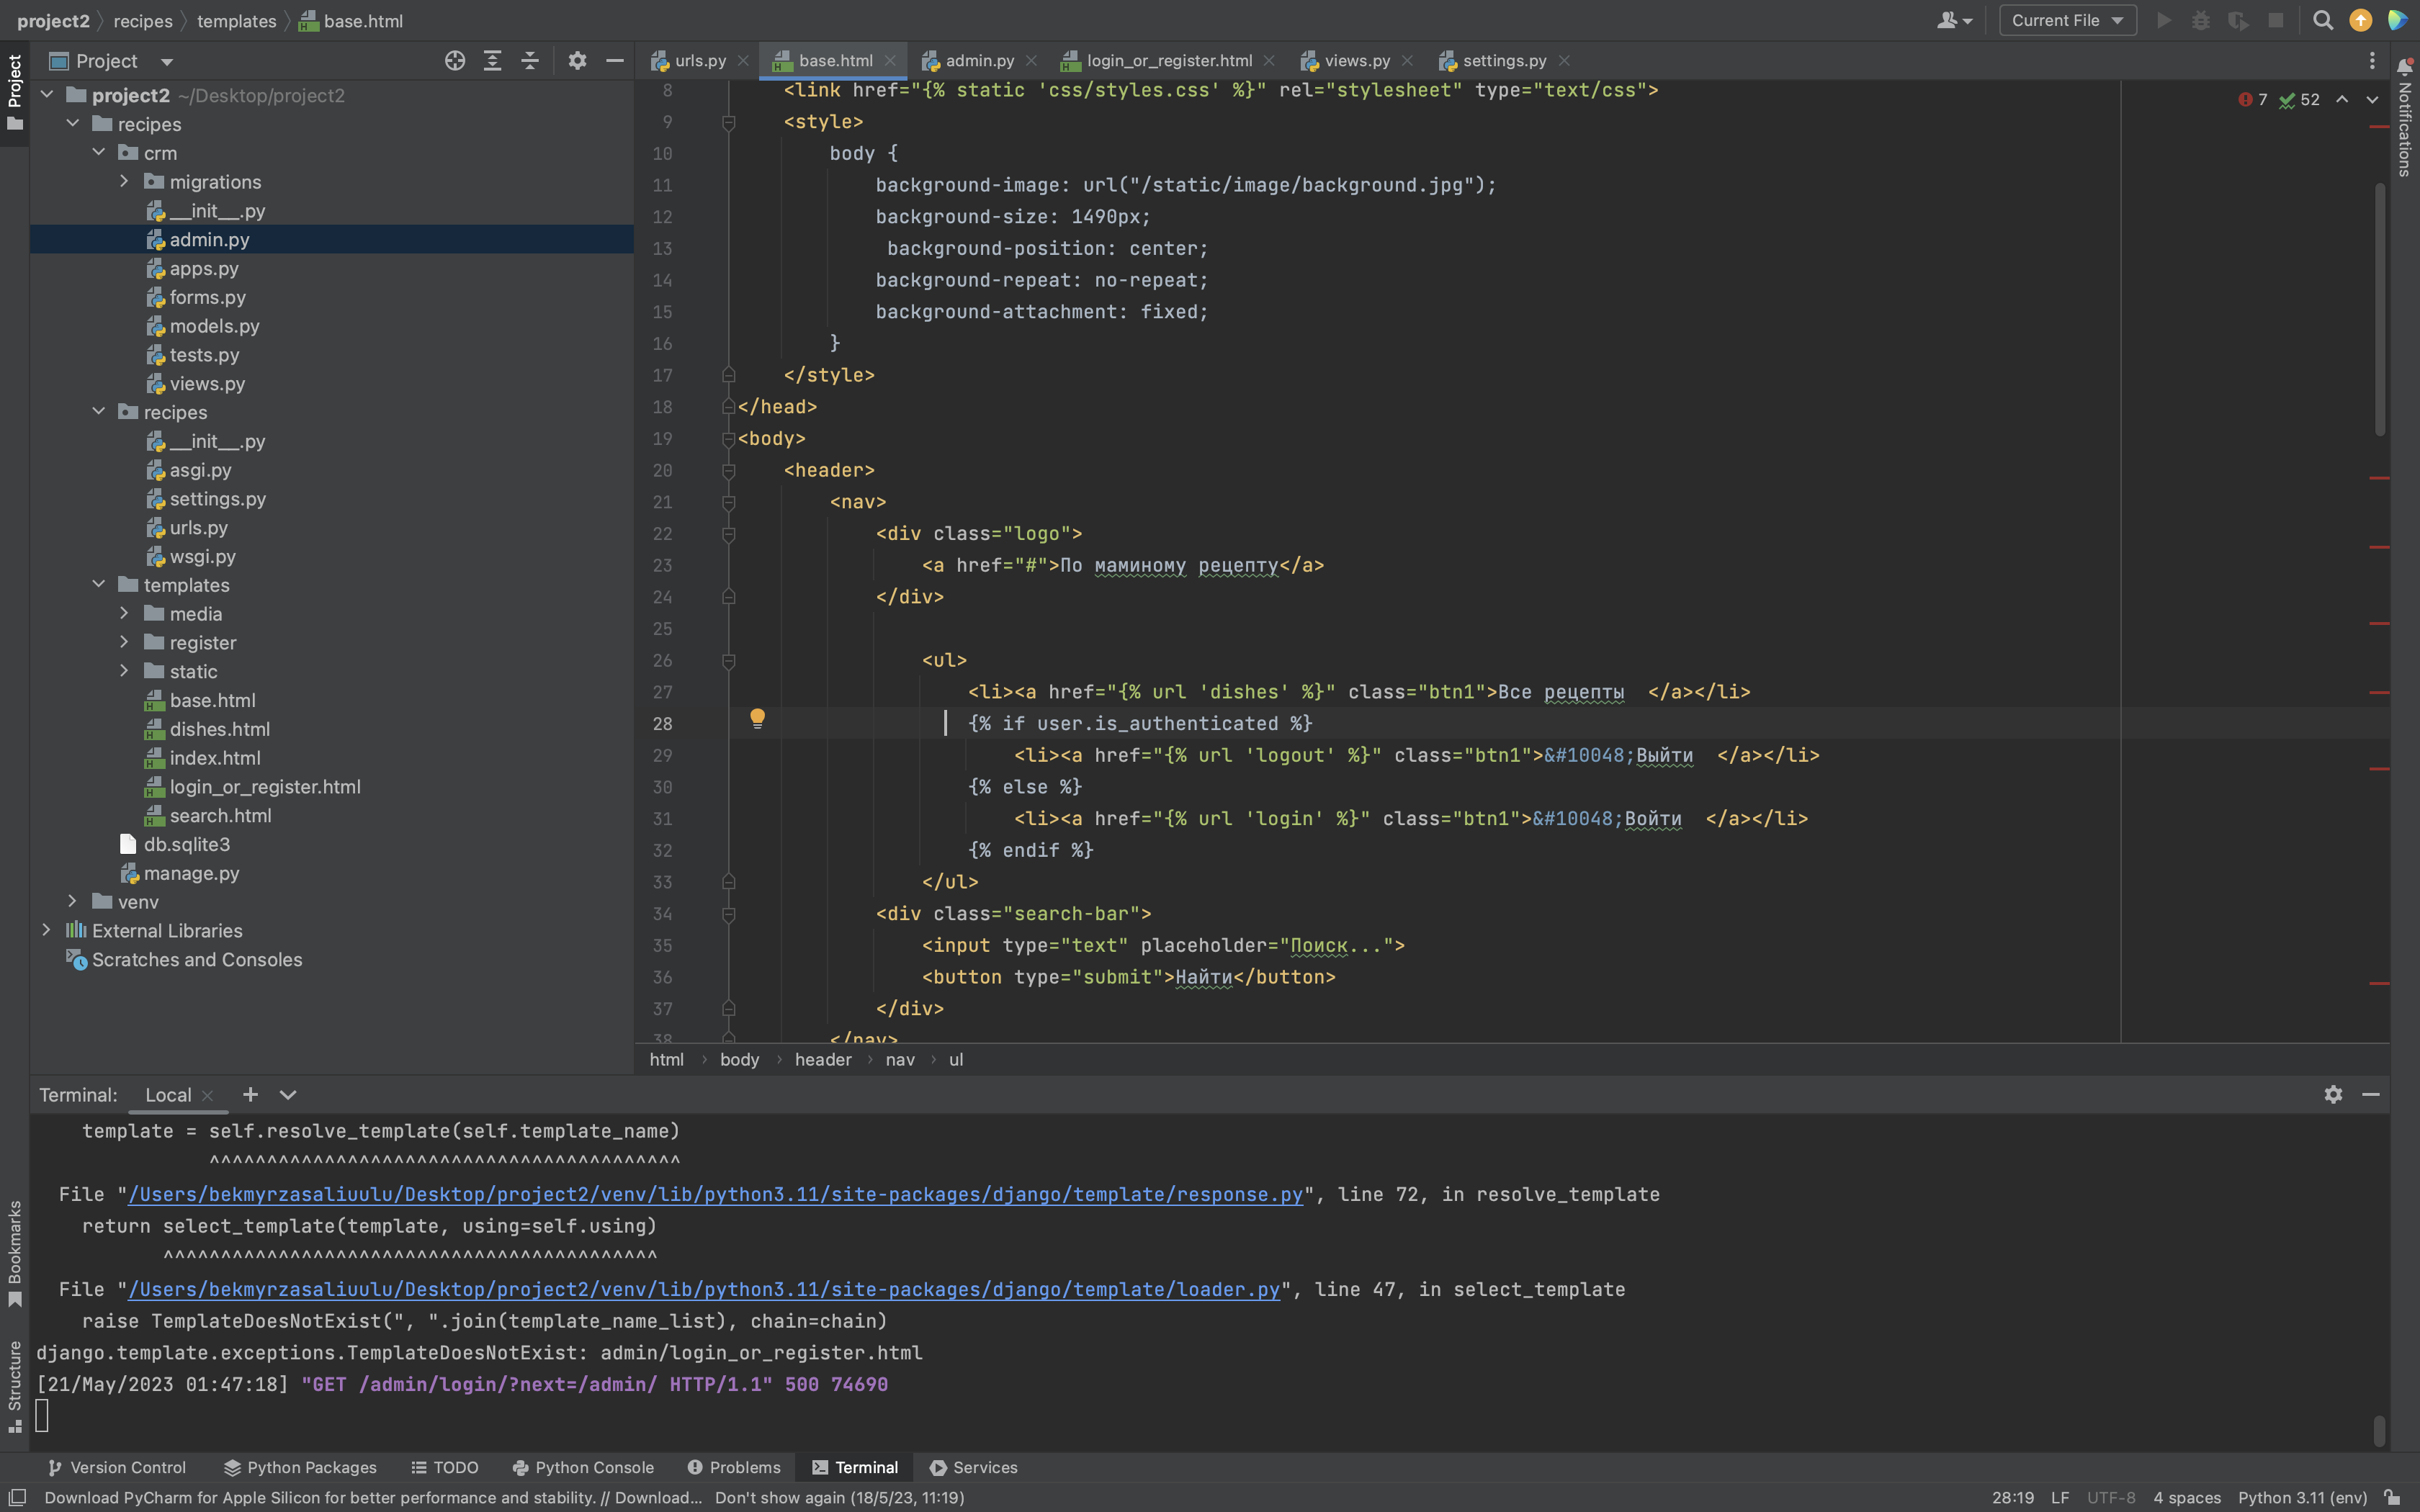 project2 recipes templates base.html
Current File
Project
project2 ~/Desktop/project2
recipes
crm
migrations
__init__.py
admin.py
apps.py
forms.py
models.py
tests.py
views.py
recipes
__init__.py
asgi.py
settings.py
urls.py
wsgi.py
templates
media
register
static
base.html
dishes.html
index.html
login_or_register.html
search.html
db.sqlite3
manage.py
venv
External Libraries
Scratches and Consoles
Project
Bookmarks
Structure
Notifications
urls.py base.html admin.py login_or_register.html views.py settings.py
7 52
8 <link href="{% static 'css/styles.css' %}" rel="stylesheet" type="text/css">
9 <style>
10 body {
11 background-image: url("/static/image/background.jpg");
12 background-size: 1490px;
13 background-position: center;
14 background-repeat: no-repeat;
15 background-attachment: fixed;
16 }
17 </style>
18 </head>
19 <body>
20 <header>
21 <nav>
22 <div class="logo">
23 <a href="#">По маминому рецепту</a>
24 </div>
25
26 <ul>
27 <li><a href="{% url 'dishes' %}" class="btn1">Все рецепты </a></li>
28 {% if user.is_authenticated %}
29 <li><a href="{% url 'logout' %}" class="btn1">&#10048;Выйти </a></li>
30 {% else %}
31 <li><a href="{% url 'login' %}" class="btn1">&#10048;Войти </a></li>
32 {% endif %}
33 </ul>
34 <div class="search-bar">
35 <input type="text" placeholder="Поиск...">
36 <button type="submit">Найти</button>
37 </div>
38 </nav>
html body header nav ul
Terminal: Local
template = self.resolve_template(self.template_name)
^^^^^^^^^^^^^^^^^^^^^^^^^^^^^^^^^^^^^^^^^
File "/Users/bekmyrzasaliuulu/Desktop/project2/venv/lib/python3.11/site-packages/django/template/response.py", line 72, in resolve_template
return select_template(template, using=self.using)
^^^^^^^^^^^^^^^^^^^^^^^^^^^^^^^^^^^^^^^^^^^
File "/Users/bekmyrzasaliuulu/Desktop/project2/venv/lib/python3.11/site-packages/django/template/loader.py", line 47, in select_template
raise TemplateDoesNotExist(", ".join(template_name_list), chain=chain)
django.template.exceptions.TemplateDoesNotExist: admin/login_or_register.html
[21/May/2023 01:47:18] "GET /admin/login/?next=/admin/ HTTP/1.1" 500 74690
Version Control Python Packages TODO Python Console Problems Terminal Services
Download PyCharm for Apple Silicon for better performance and stability. // Download... Don't show again (18/5/23, 11:19)
28:19 LF UTF-8 4 spaces Python 3.11 (env)